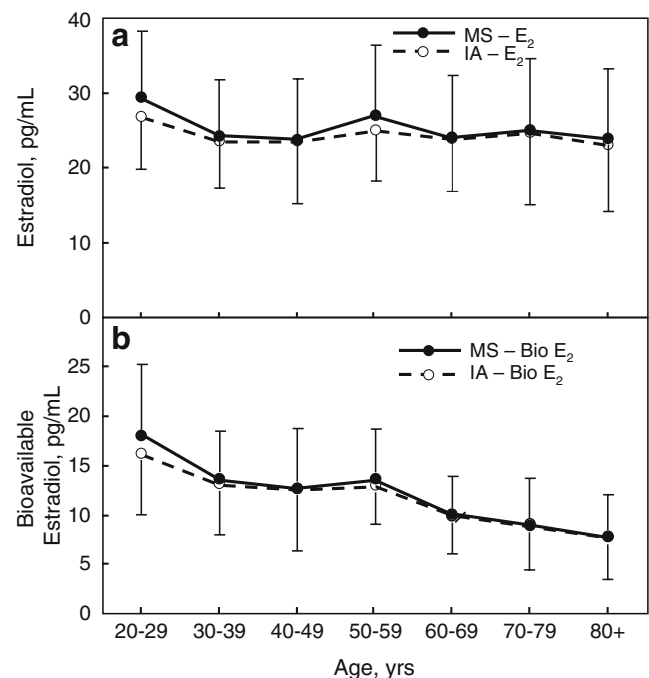 a
MS – E2
IA – E2
Estradiol, pg/mL
40
30
20
10
0
b
MS – Bio E2
IA – Bio E2
Bioavailable
Estradiol, pg/mL
25
20
15
10
5
0
20-29 30-39 40-49 50-59 60-69 70-79 80+
Age, yrs